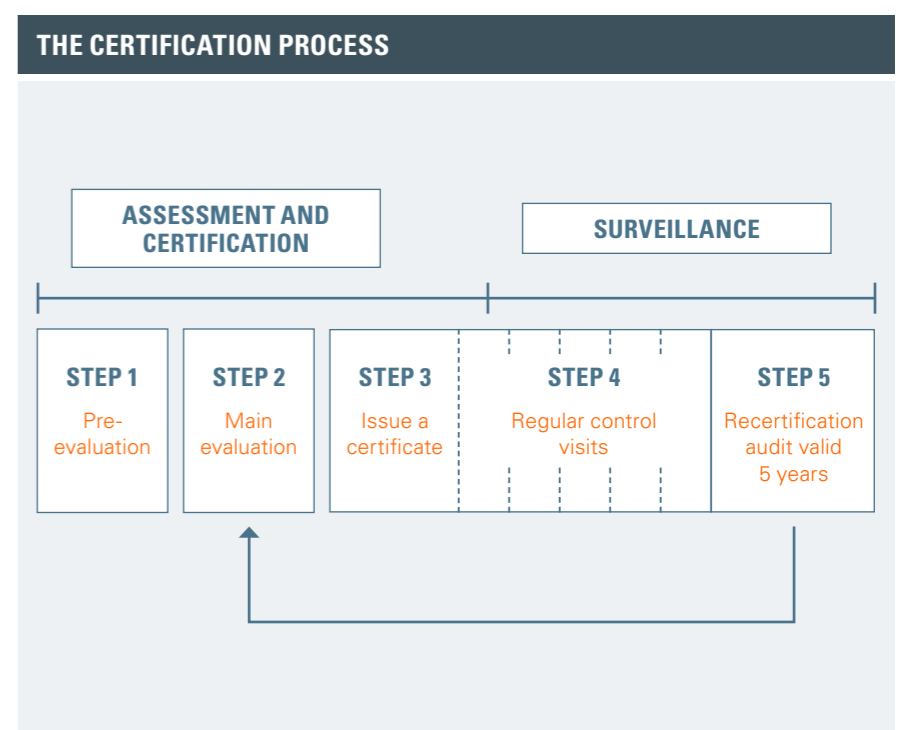 THE CERTIFICATION PROCESS
ASSESSMENT AND
CERTIFICATION
SURVEILLANCE
STEP 1
Pre-
evaluation
STEP 2
Main
evaluation
STEP 3
Issue a
certificate
STEP 4
Regular control
visits
STEP 5
Recertification
audit valid
5 years